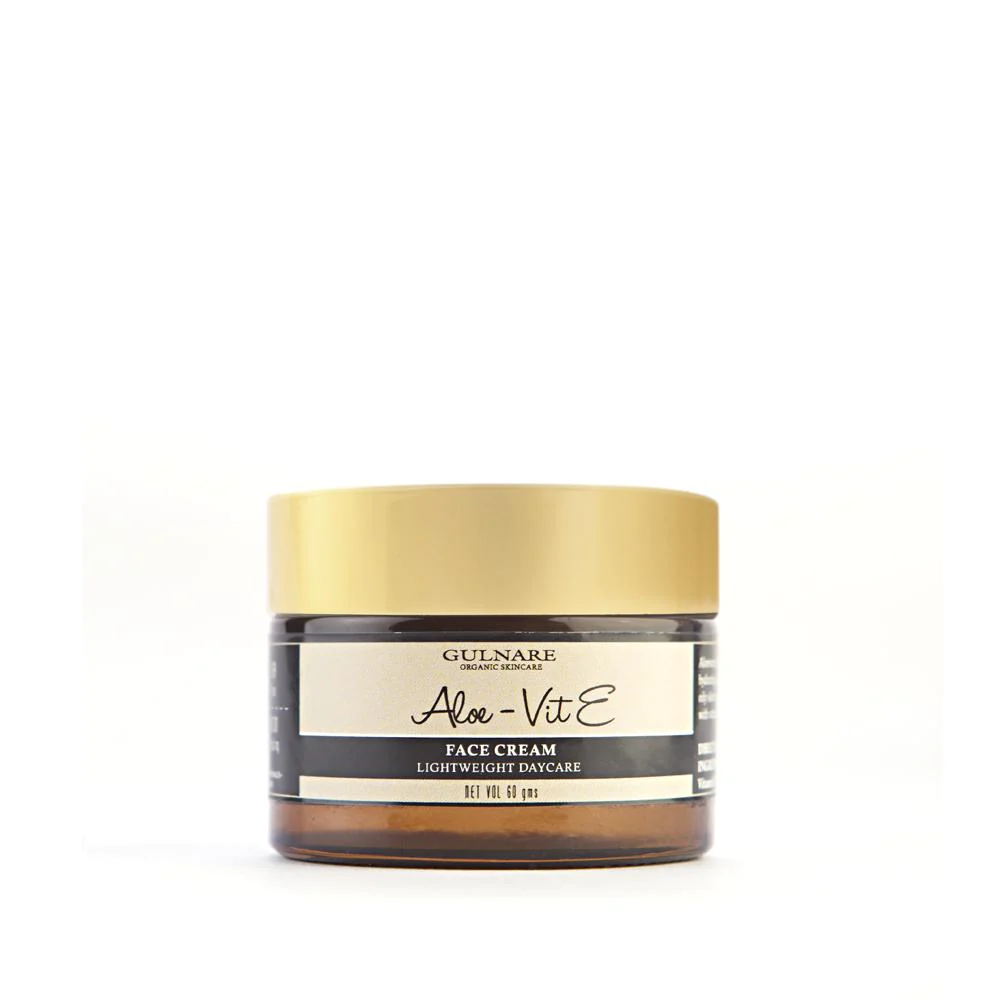 GULNARE
ORGANIC SKINCARE
Aloe - Vit E
FACE CREAM
LIGHTWEIGHT DAYCARE
NET VOL 60 gms